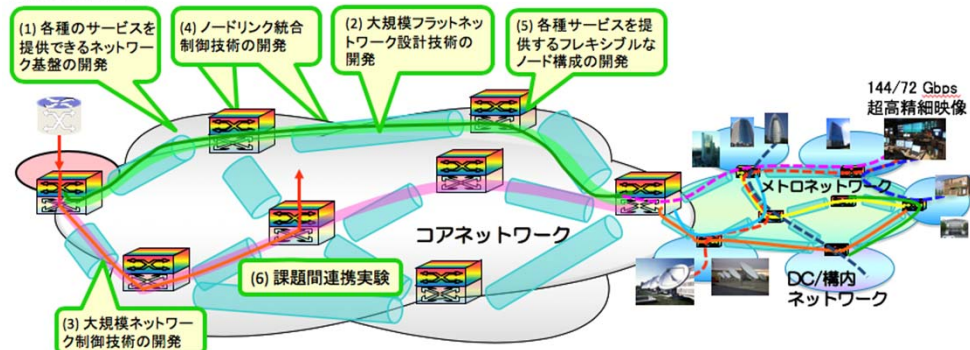 (1) 各種のサービスを
提供できるネットワー
ク基盤の開発
(4) ノードリンク統合
制御技術の開発
(2) 大規模フラットネッ
トワーク設計技術の
開発
(5) 各種サービスを提
供するフレキシブルな
ノード構成の開発
144/72 Gbps
超高精細映像
メトロネットワーク
コアネットワーク
(6) 課題間連携実験
DC/構内
ネットワーク
(3) 大規模ネットワー
ク制御技術の開発